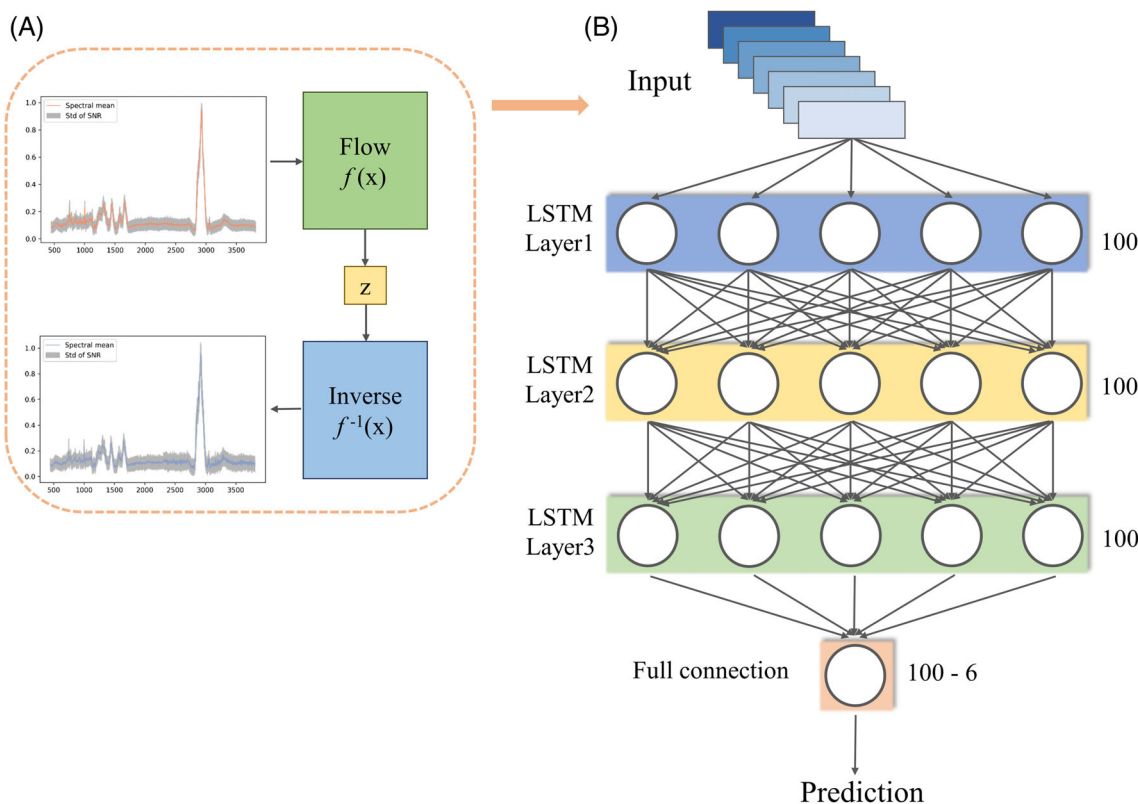 (A)
Spectral mean
Std of SNR
1.0
0.8
0.6
0.4
0.2
0.0
500 1000 1500 2000 2500 3000 3500
Flow
f(x)
z
Spectral mean
Std of SNR
1.0
0.8
0.6
0.4
0.2
0.0
500 1000 1500 2000 2500 3000 3500
Inverse
f⁻¹(x)
(B)
Input
LSTM
Layer1
100
LSTM
Layer2
100
LSTM
Layer3
100
Full connection
100 - 6
Prediction